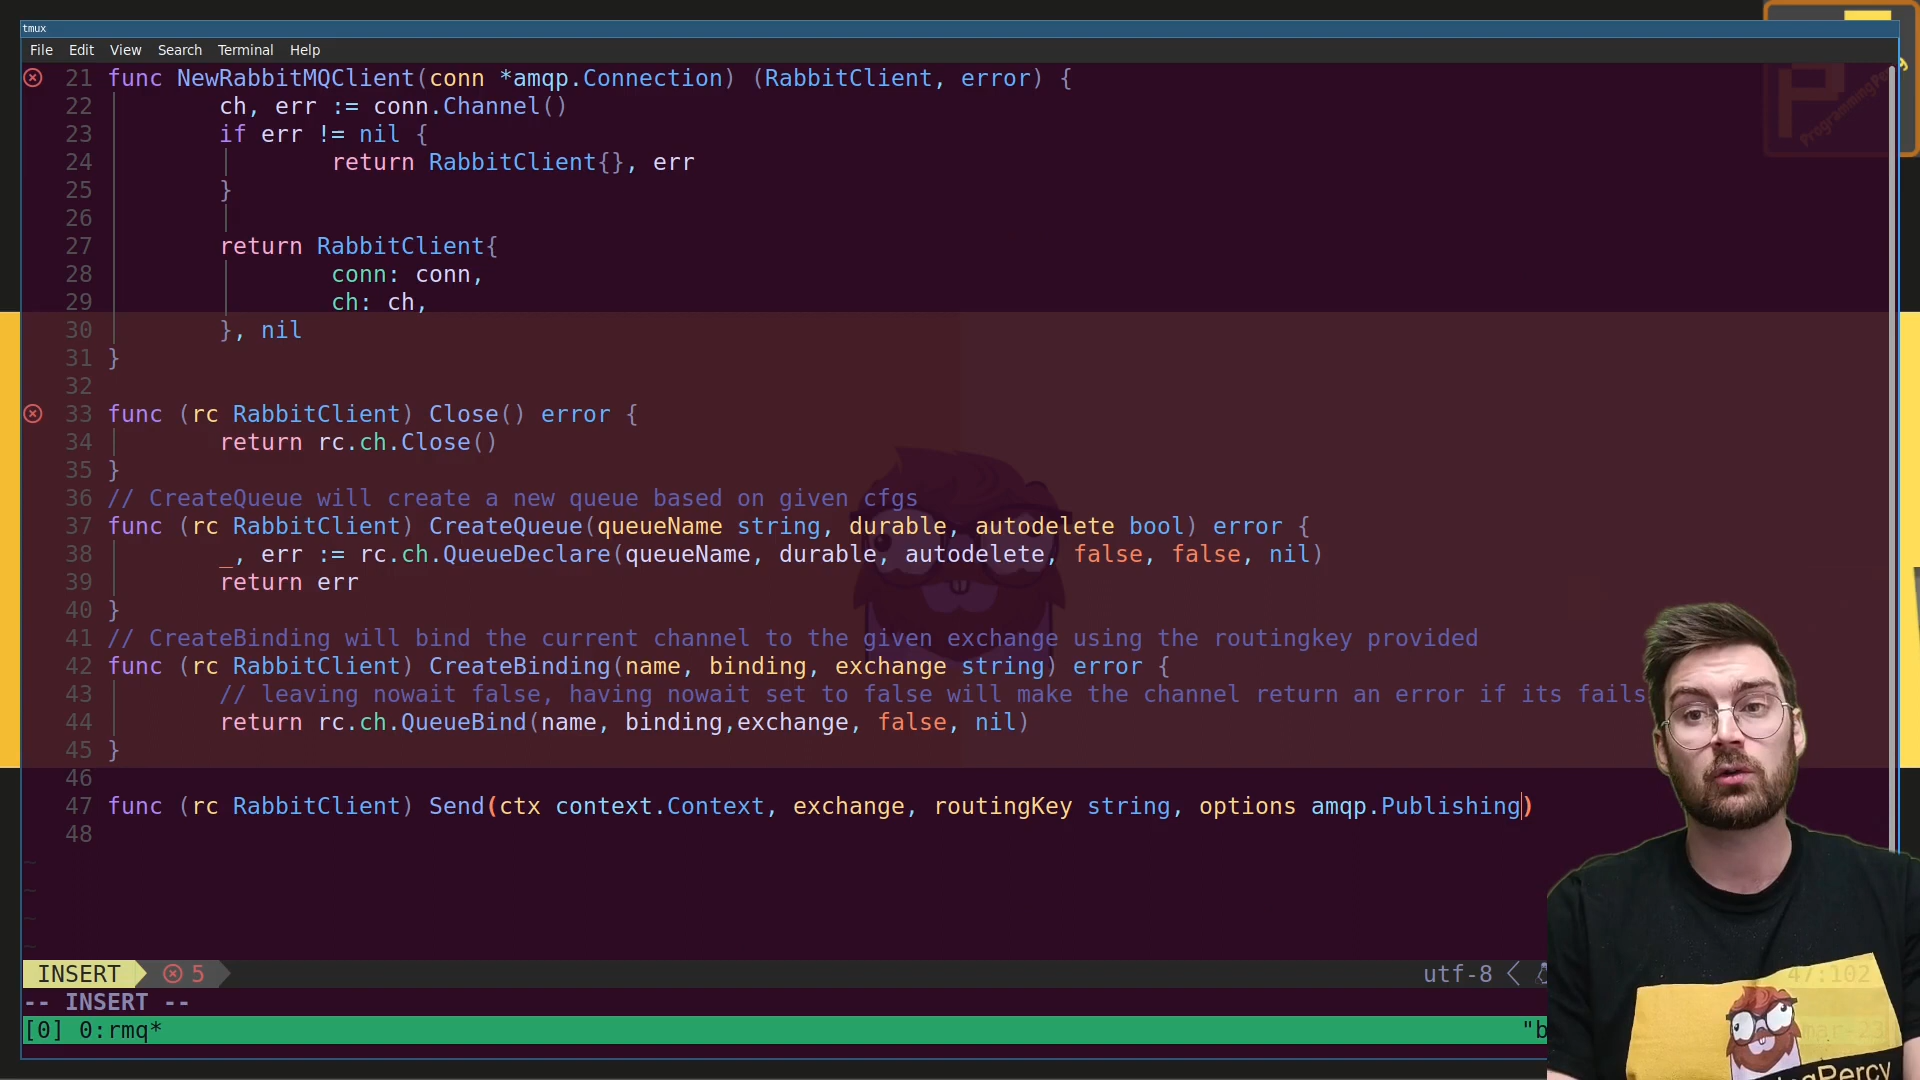 tmux
File Edit View Search Terminal Help
21 func NewRabbitMQClient(conn *amqp.Connection) (RabbitClient, error) {
22 ch, err := conn.Channel()
23 if err != nil {
24 return RabbitClient{}, err
25 }
26
27 return RabbitClient{
28 conn: conn,
29 ch: ch,
30 }, nil
31 }
32
33 func (rc RabbitClient) Close() error {
34 return rc.ch.Close()
35 }
36 // CreateQueue will create a new queue based on given cfgs
37 func (rc RabbitClient) CreateQueue(queueName string, durable, autodelete bool) error {
38 _, err := rc.ch.QueueDeclare(queueName, durable, autodelete, false, false, nil)
39 return err
40 }
41 // CreateBinding will bind the current channel to the given exchange using the routingkey provided
42 func (rc RabbitClient) CreateBinding(name, binding, exchange string) error {
43 // leaving nowait false, having nowait set to false will make the channel return an error if its fails
44 return rc.ch.QueueBind(name, binding,exchange, false, nil)
45 }
46
47 func (rc RabbitClient) Send(ctx context.Context, exchange, routingKey string, options amqp.Publishing)
48
~
~
~
~
INSERT 5 utf-8 47:102
-- INSERT --
[0] 0:rmq* "b